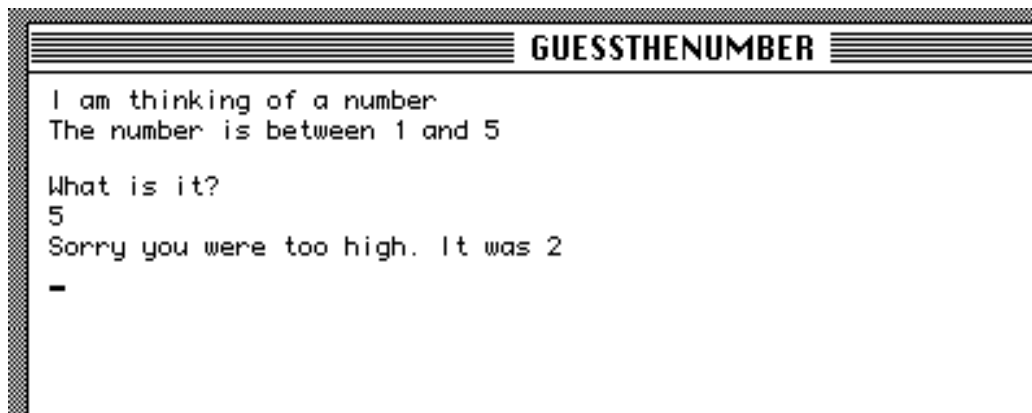 GUESSTHENUMBER
I am thinking of a number
The number is between 1 and 5
What is it?
5
Sorry you were too high. It was 2